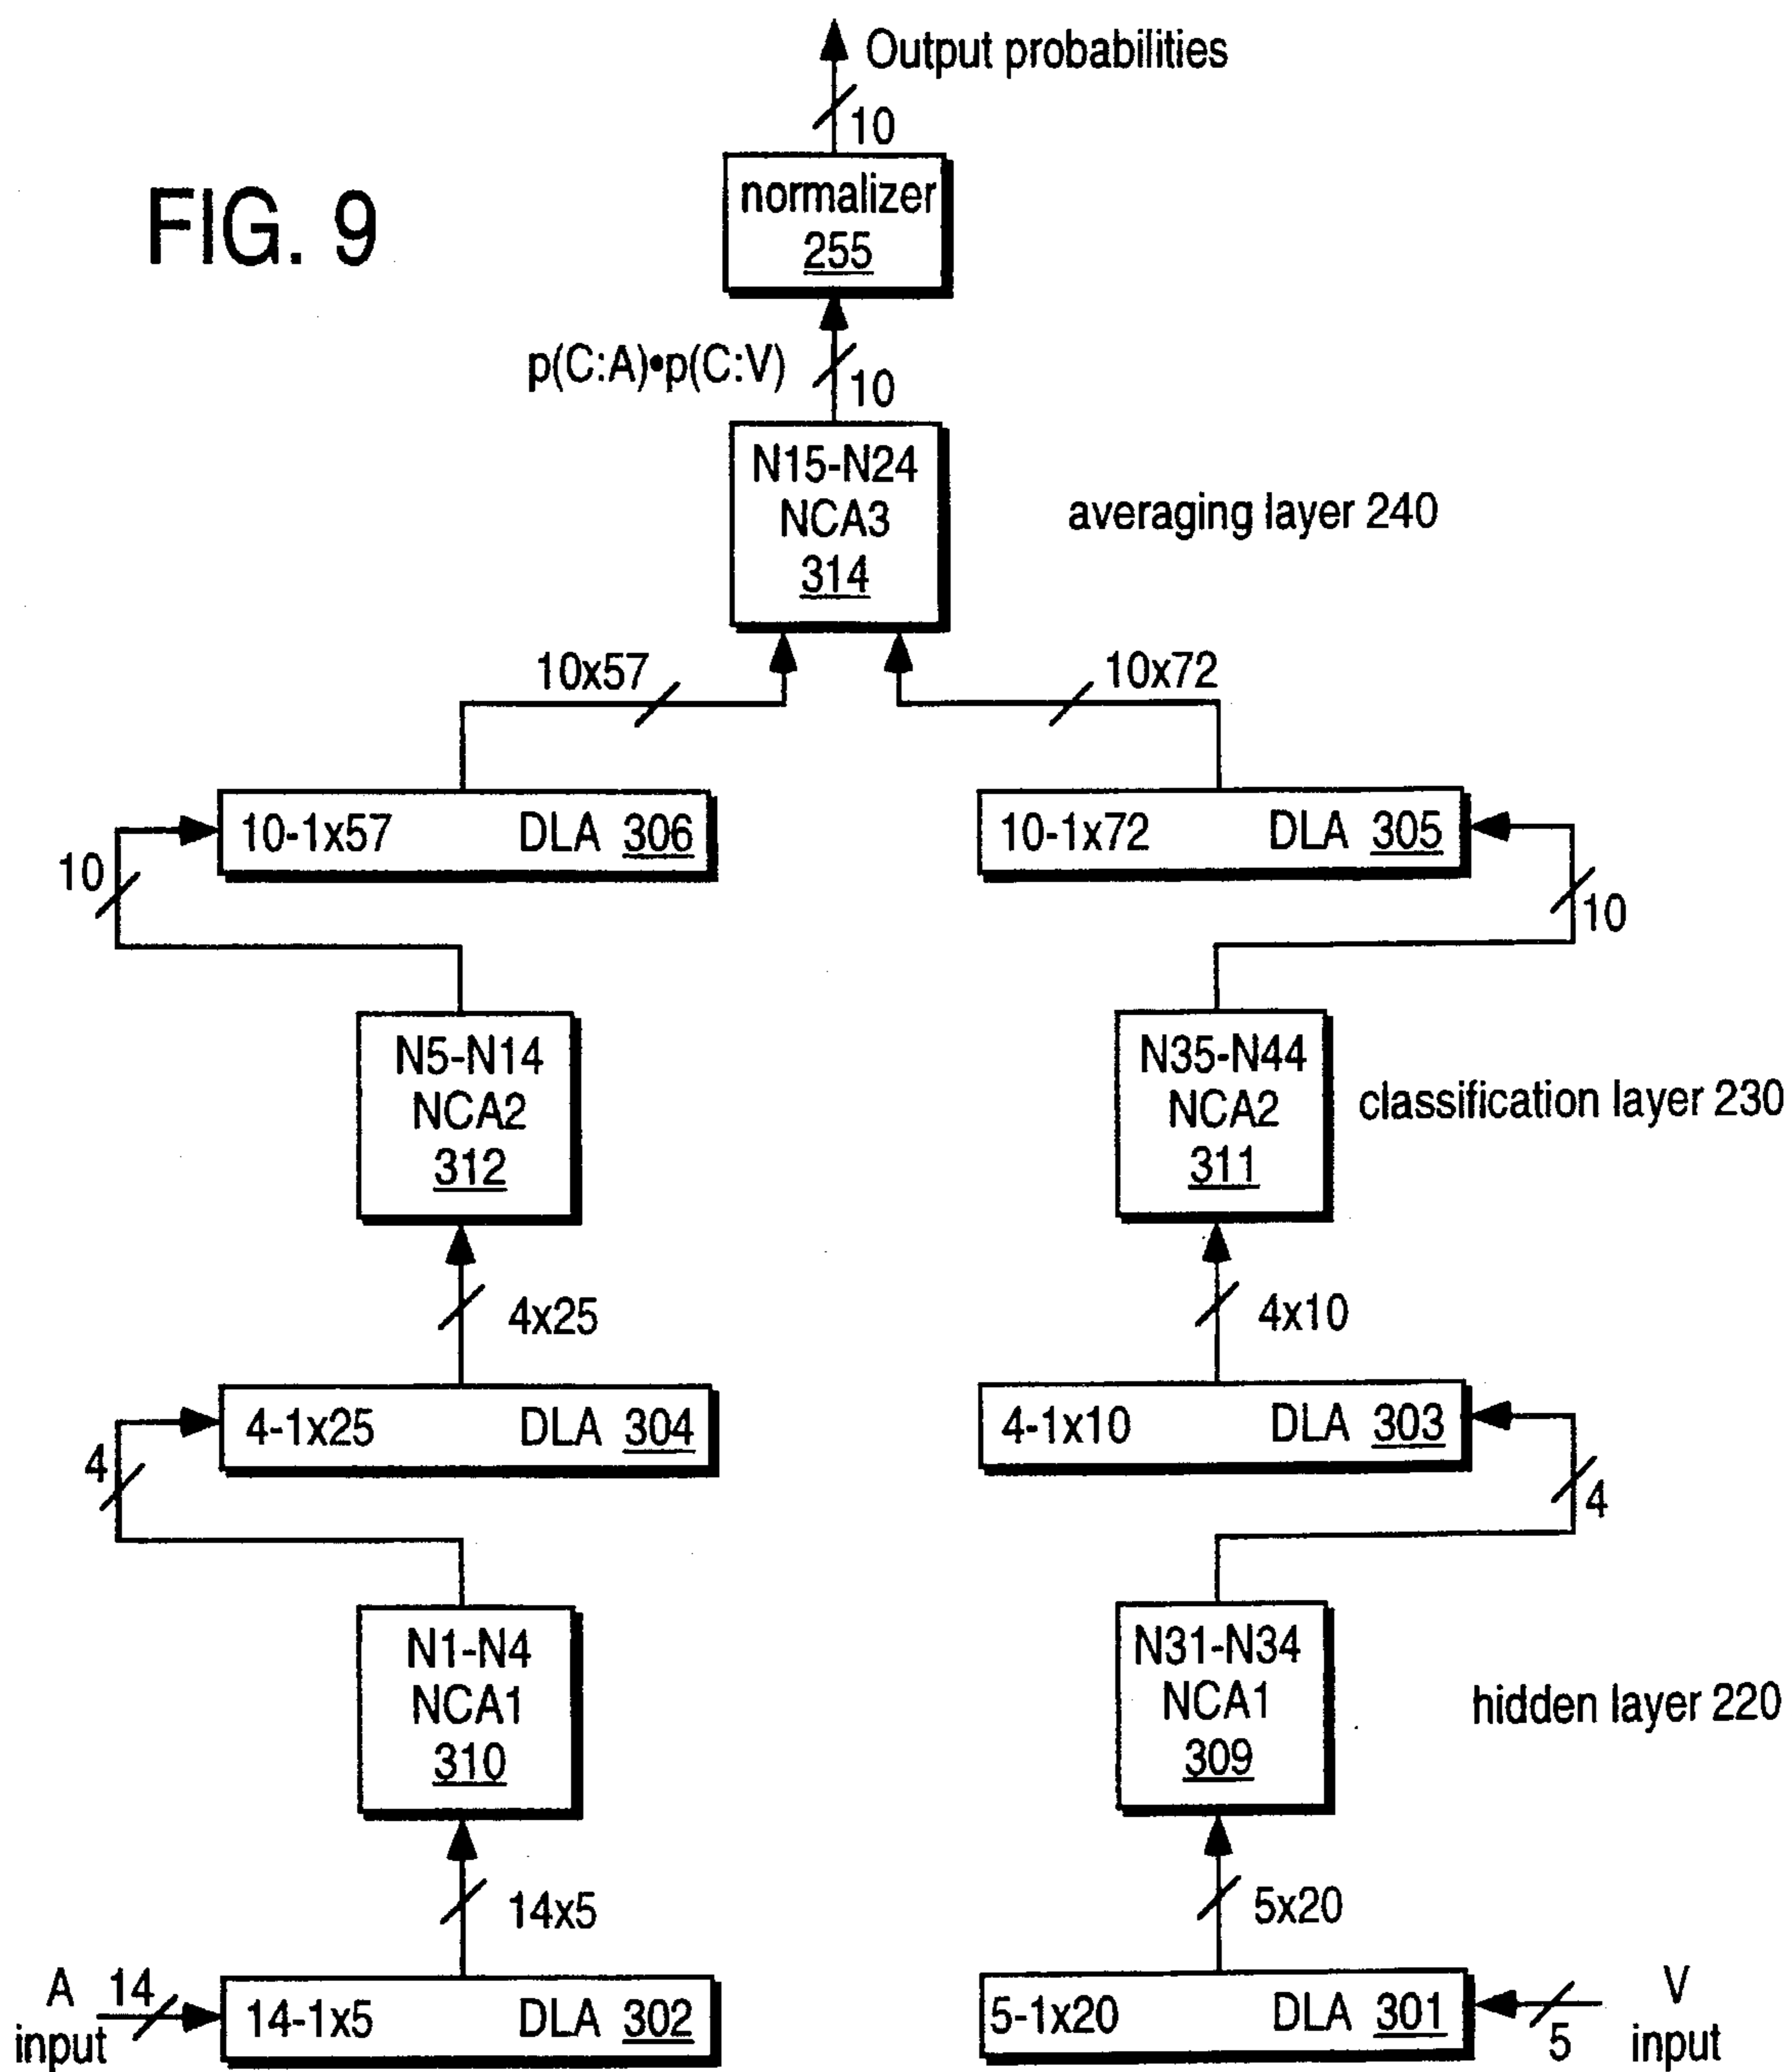 Output probabilities
10
FIG. 9
normalizer
255
p(C:A)•p(C:V)
10
N15-N24
NCA3
314
averaging layer 240
10x57
10x72
10-1x57 DLA 306
10-1x72 DLA 305
10
10
N5-N14
NCA2
312
N35-N44
NCA2
311
classification layer 230
4x25
4x10
4-1x25 DLA 304
4-1x10 DLA 303
4
4
N1-N4
NCA1
310
N31-N34
NCA1
309
hidden layer 220
14x5
5x20
A
input
14
14-1x5 DLA 302
5-1x20 DLA 301
5
V
input